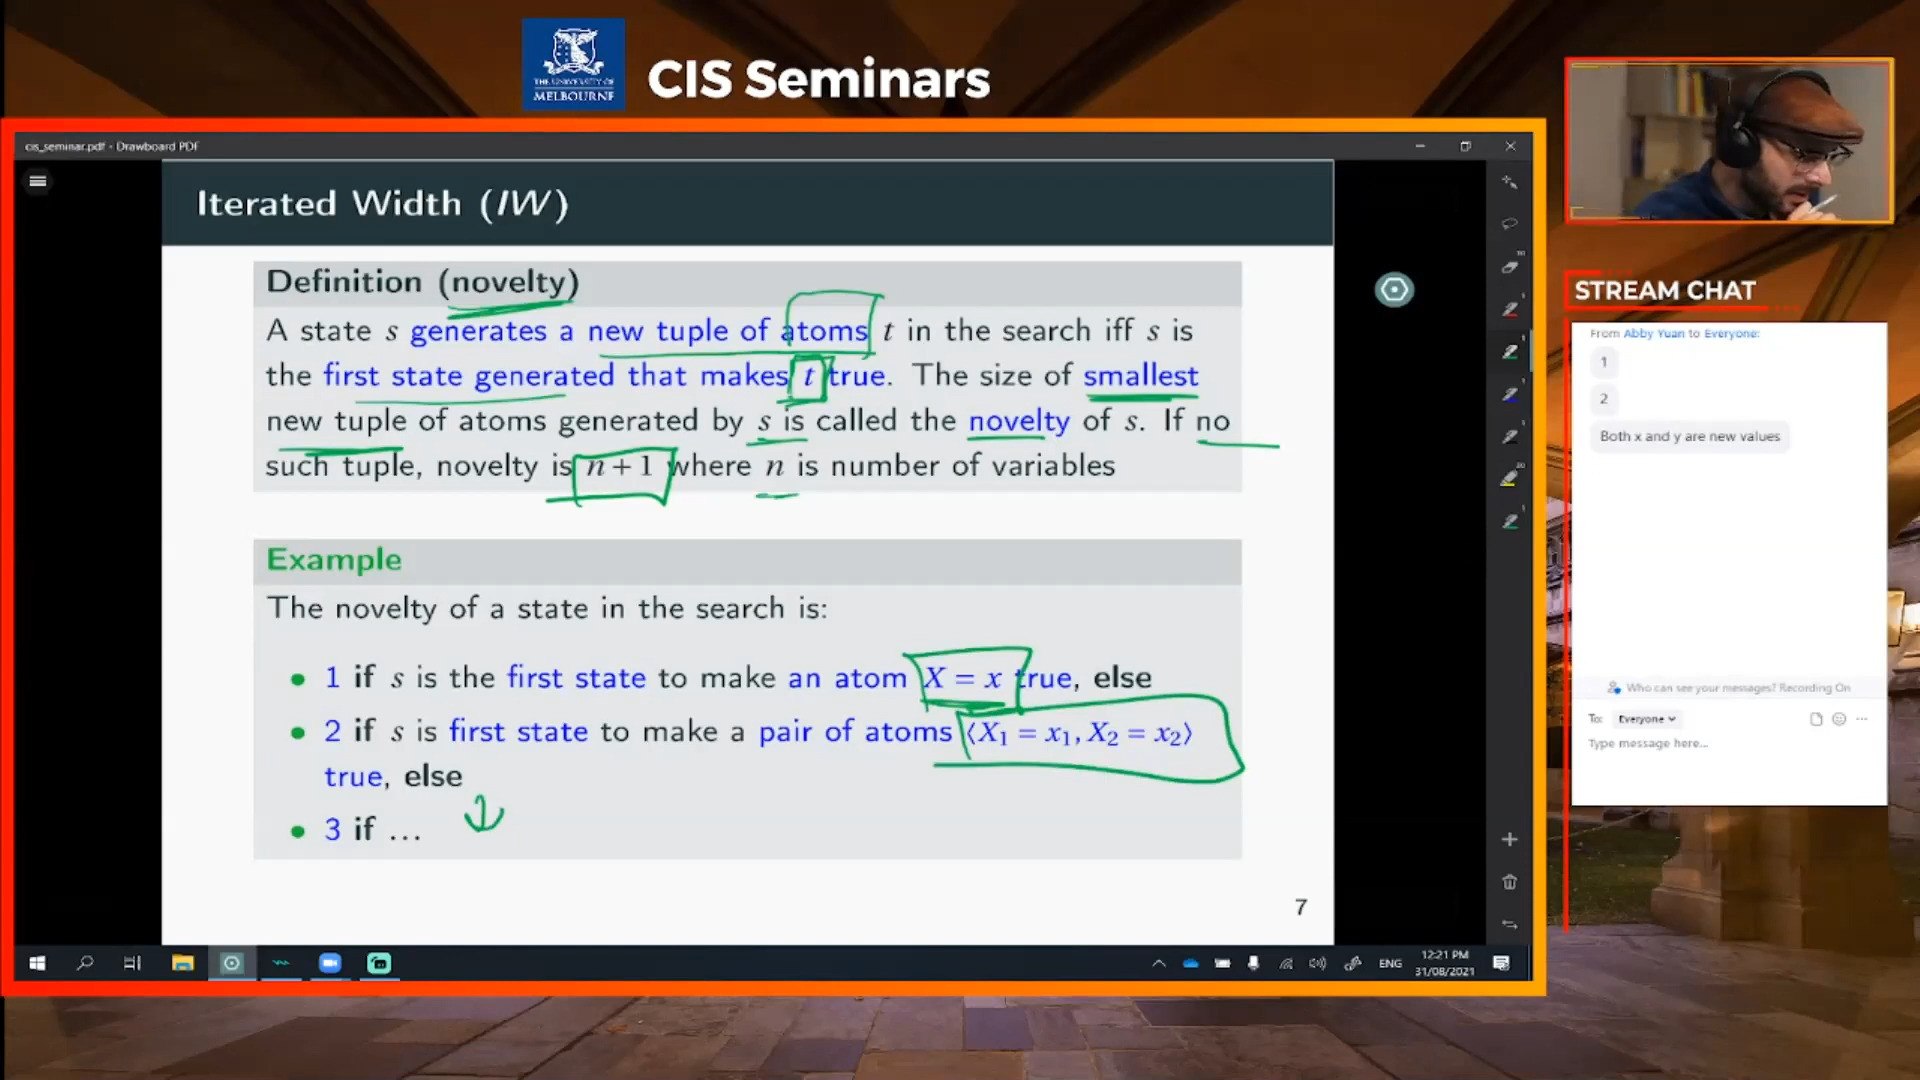 THE UNIVERSITY OF
MELBOURNE
CIS Seminars
cis_seminar.pdf - Drawboard PDF
Iterated Width (IW)
Definition (novelty)
A state s generates a new tuple of atoms t in the search iff s is
the first state generated that makes t true. The size of smallest
new tuple of atoms generated by s is called the novelty of s. If no
such tuple, novelty is n + 1 where n is number of variables
Example
The novelty of a state in the search is:
• 1 if s is the first state to make an atom X = x true, else
• 2 if s is first state to make a pair of atoms ⟨X₁ = x₁, X₂ = x₂⟩
true, else
• 3 if ...
7
ENG
12:21 PM
31/08/2021
STREAM CHAT
From Abby Yuan to Everyone:
1
2
Both x and y are new values
Who can see your messages? Recording On
To: Everyone
Type message here...